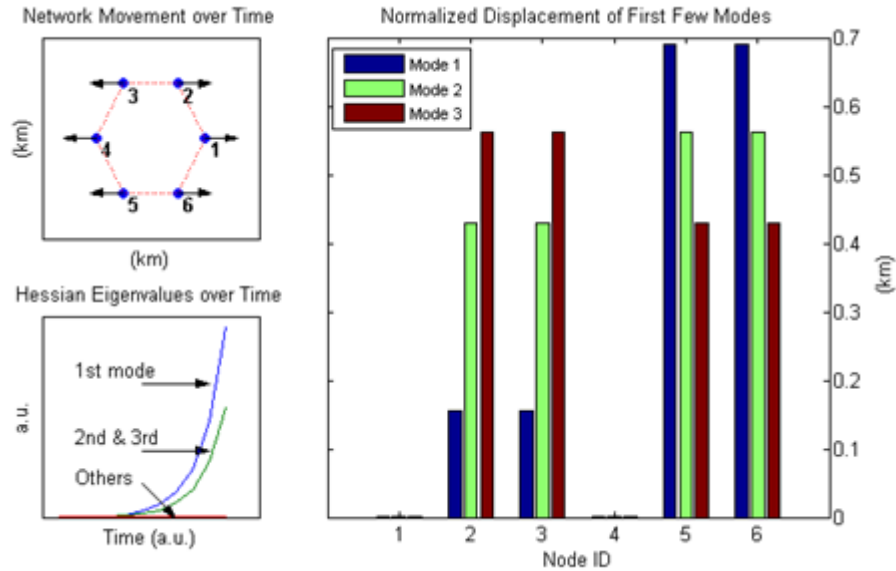 Network Movement over Time
3
2
4
1
5
6
(km)
(km)
Hessian Eigenvalues over Time
1st mode
2nd & 3rd
Others
a.u.
Time (a.u.)
Normalized Displacement of First Few Modes
Mode 1
Mode 2
Mode 3
0.7
0.6
0.5
0.4
0.3
0.2
0.1
0
(km)
1 2 3 4 5 6
Node ID